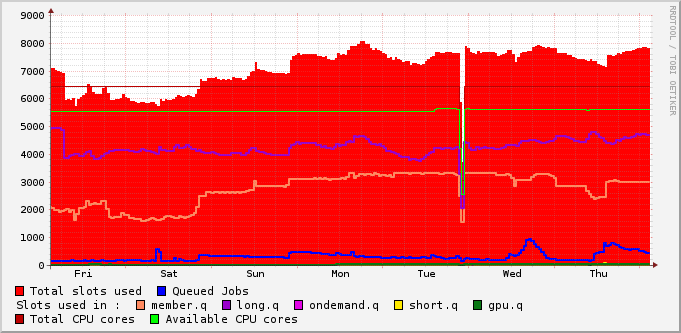 RRDTOOL / TOBI OETIKER
9000
8000
7000
6000
5000
4000
3000
2000
1000
0
Fri Sat Sun Mon Tue Wed Thu
Total slots used Queued Jobs
Slots used in : member.q long.q ondemand.q short.q gpu.q
Total CPU cores Available CPU cores